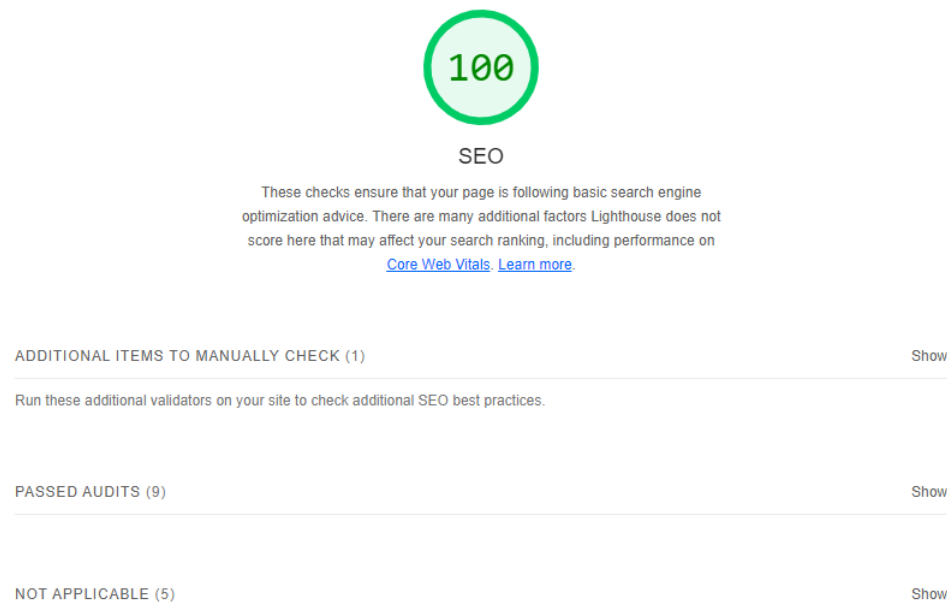 100
SEO
These checks ensure that your page is following basic search engine
optimization advice. There are many additional factors Lighthouse does not
score here that may affect your search ranking, including performance on
Core Web Vitals. Learn more.
ADDITIONAL ITEMS TO MANUALLY CHECK (1) Show
Run these additional validators on your site to check additional SEO best practices.
PASSED AUDITS (9) Show
NOT APPLICABLE (5) Show